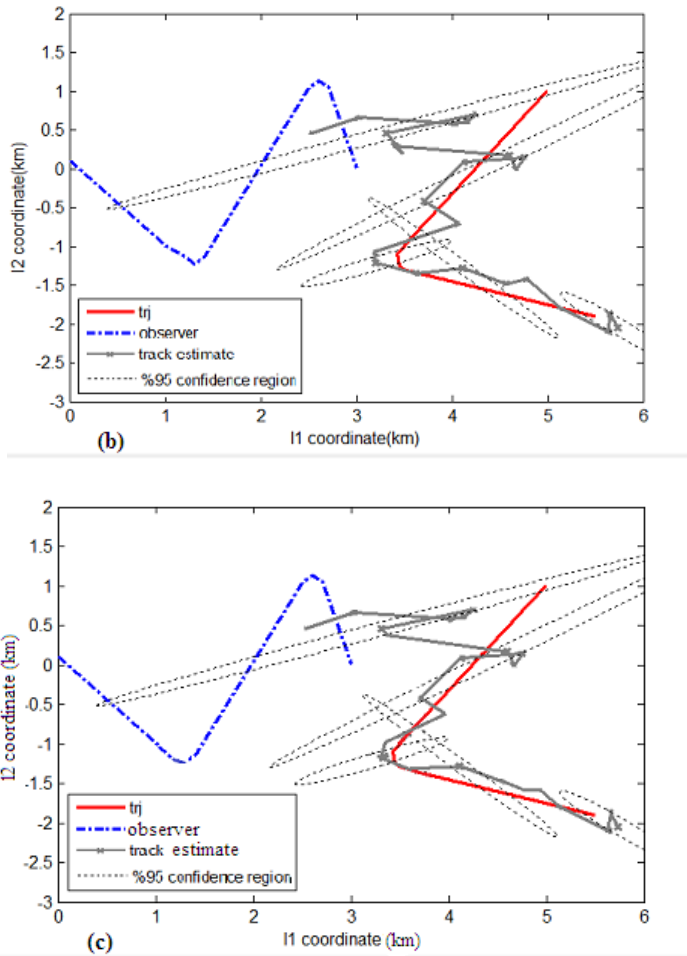 2
1.5
1
0.5
0
-0.5
-1
-1.5
-2
-2.5
-3
l2 coordinate(km)
trj
observer
track estimate
%95 confidence region
0 1 2 3 4 5 6
(b)
l1 coordinate(km)
2
1.5
1
0.5
0
-0.5
-1
-1.5
-2
-2.5
-3
l2 coordinate (km)
trj
observer
track estimate
%95 confidence region
0 1 2 3 4 5 6
(c)
l1 coordinate (km)